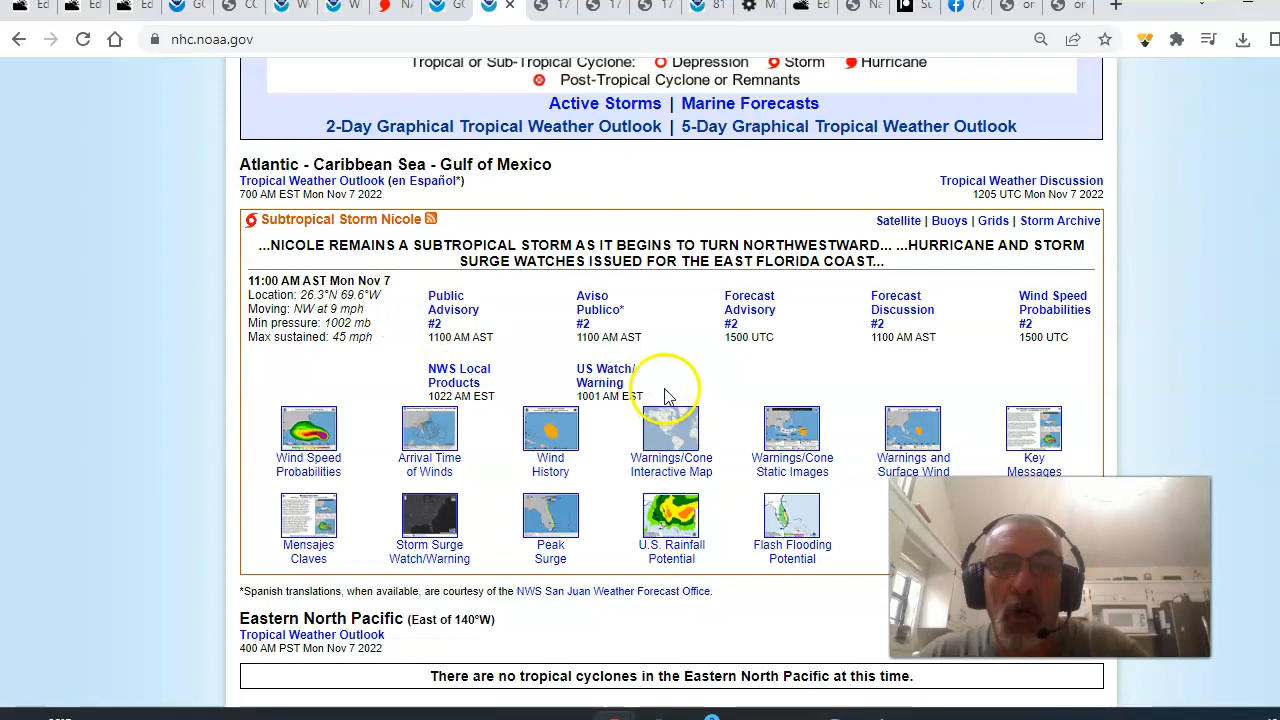 Ed
Ed
Ed
nhc.noaa.gov
Tropical or Sub-Tropical Cyclone: Depression Storm Hurricane
Post-Tropical Cyclone or Remnants
Active Storms | Marine Forecasts
2-Day Graphical Tropical Weather Outlook | 5-Day Graphical Tropical Weather Outlook
Atlantic - Caribbean Sea - Gulf of Mexico
Tropical Weather Outlook (en Español*)
Tropical Weather Discussion
700 AM EST Mon Nov 7 2022
1205 UTC Mon Nov 7 2022
Subtropical Storm Nicole
Satellite | Buoys | Grids | Storm Archive
...NICOLE REMAINS A SUBTROPICAL STORM AS IT BEGINS TO TURN NORTHWESTWARD... ...HURRICANE AND STORM
SURGE WATCHES ISSUED FOR THE EAST FLORIDA COAST...
11:00 AM AST Mon Nov 7
Location: 26.3°N 69.6°W
Moving: NW at 9 mph
Min pressure: 1002 mb
Max sustained: 45 mph
Public
Advisory
#2
1100 AM AST
Aviso
Publico*
#2
1100 AM AST
Forecast
Advisory
#2
1500 UTC
Forecast
Discussion
#2
1100 AM AST
Wind Speed
Probabilities
#2
1500 UTC
NWS Local
Products
1022 AM EST
US Watch/
Warning
1001 AM EST
Wind Speed
Probabilities
Arrival Time
of Winds
Wind
History
Warnings/Cone
Interactive Map
Warnings/Cone
Static Images
Warnings and
Surface Wind
Key
Messages
Mensajes
Claves
Storm Surge
Watch/Warning
Peak
Surge
U.S. Rainfall
Potential
Flash Flooding
Potential
*Spanish translations, when available, are courtesy of the NWS San Juan Weather Forecast Office.
Eastern North Pacific (East of 140°W)
Tropical Weather Outlook
400 AM PST Mon Nov 7 2022
There are no tropical cyclones in the Eastern North Pacific at this time.